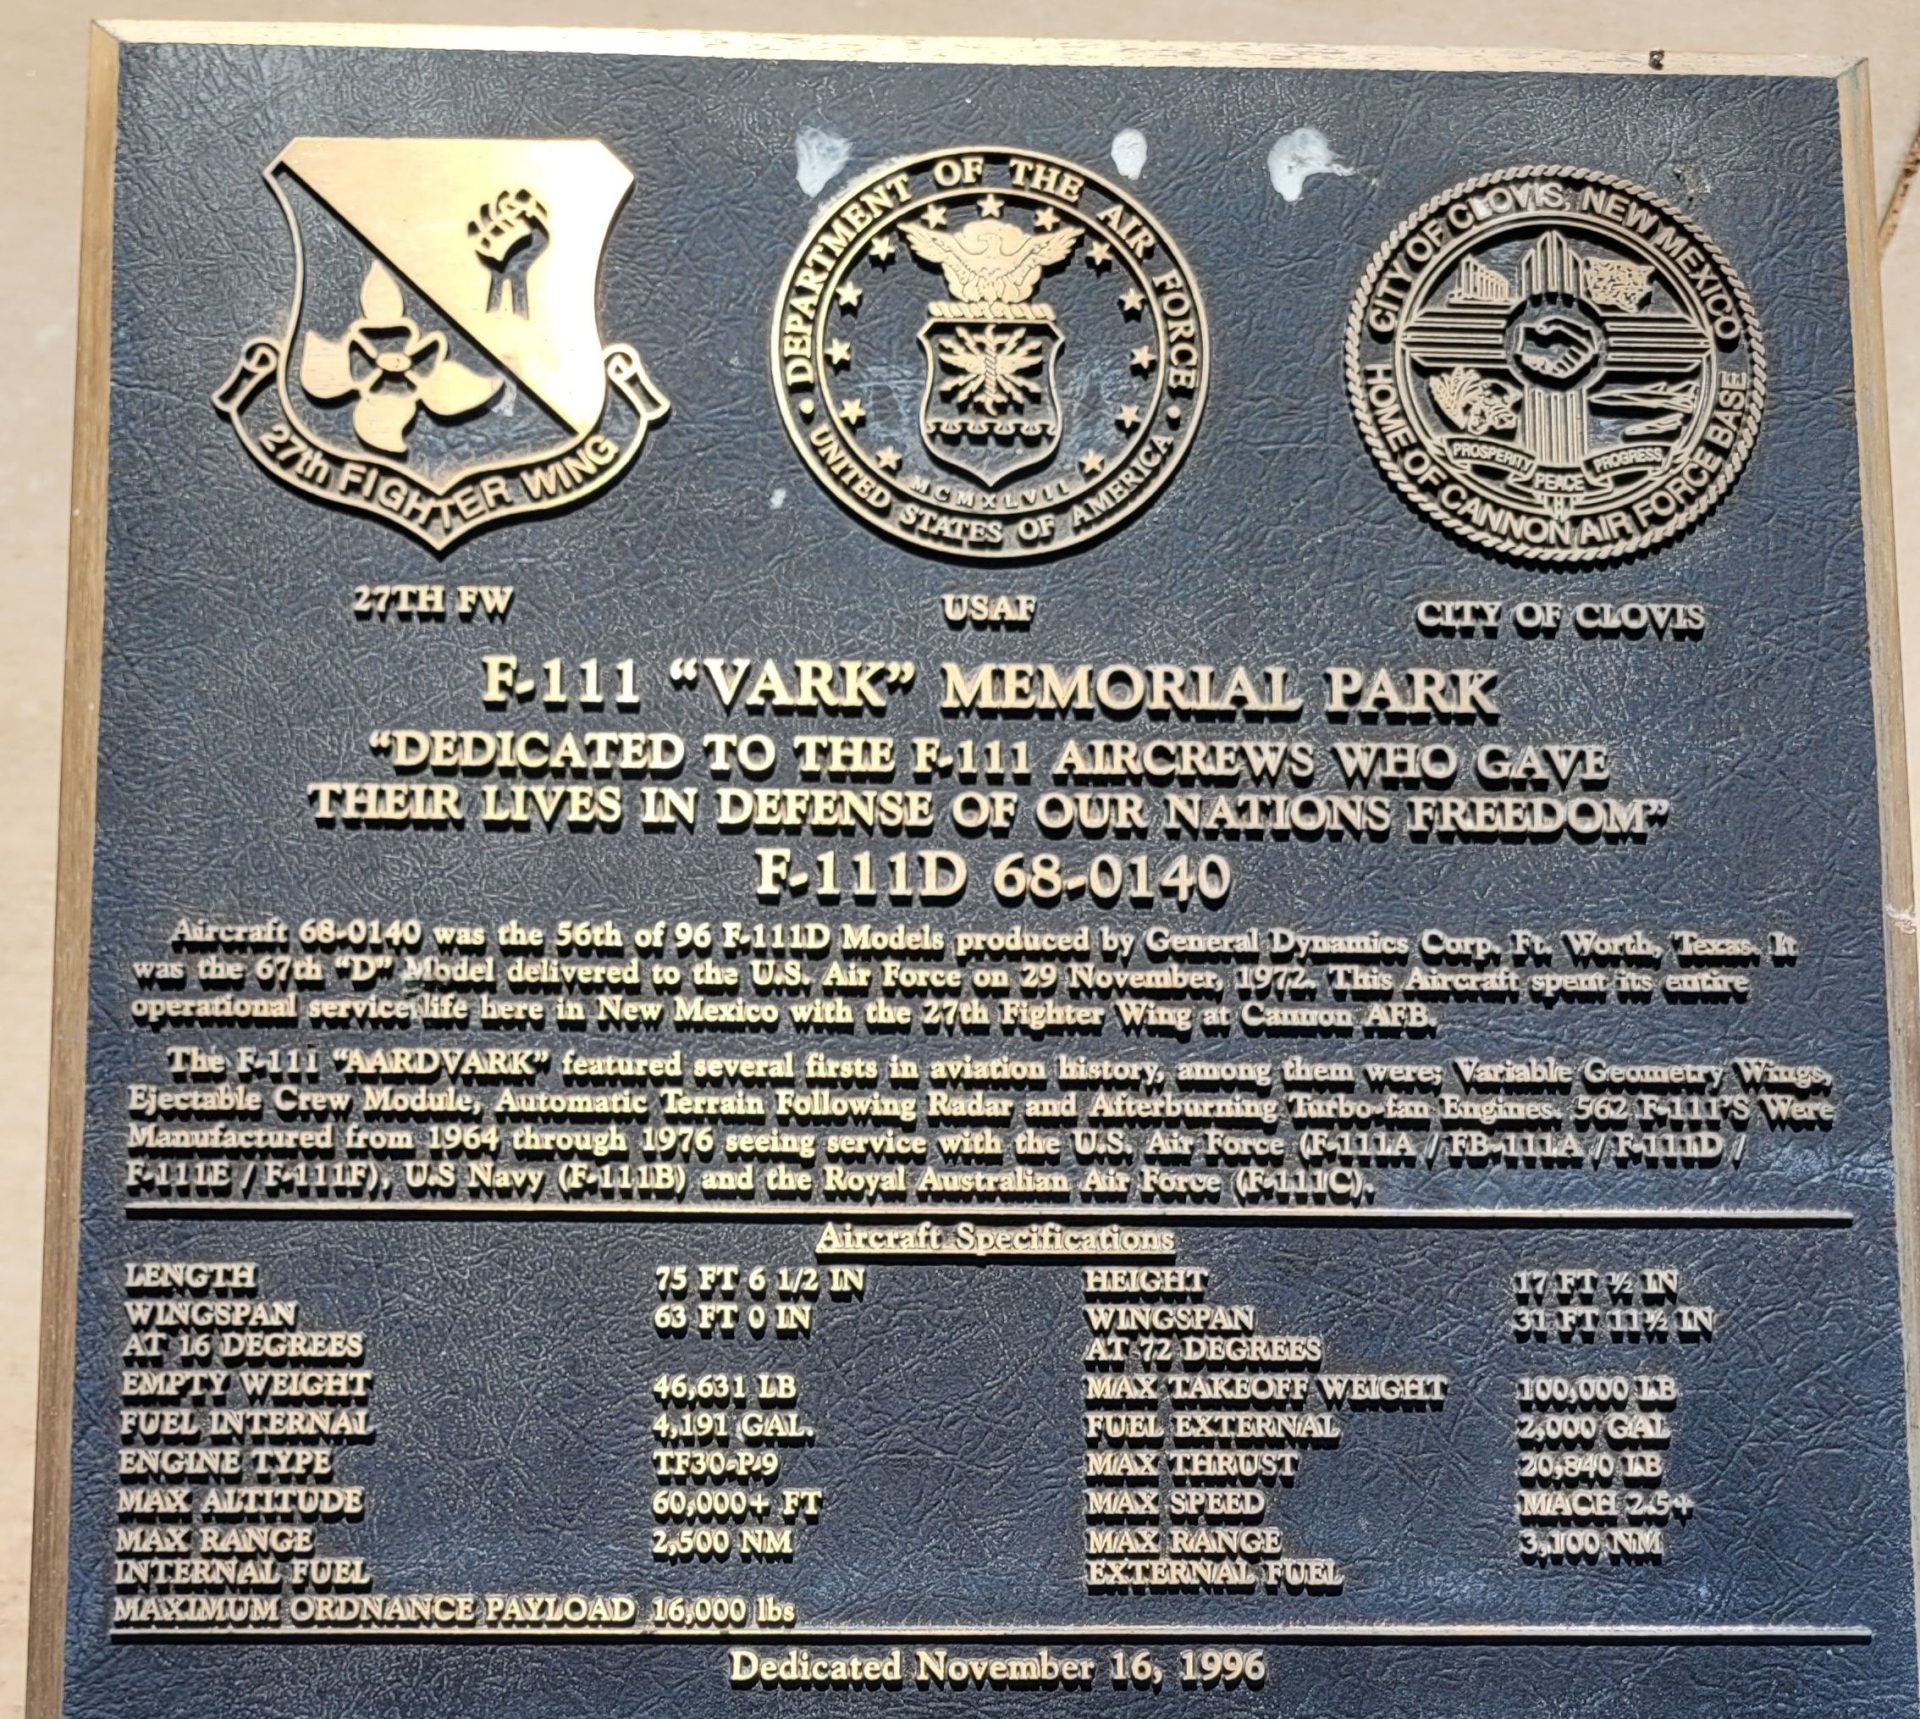 27th FIGHTER WING
DEPARTMENT OF THE AIR FORCE
MCMXLVII
• UNITED STATES OF AMERICA •
CITY OF CLOVIS, NEW MEXICO
PROSPERITY PEACE PROGRESS
HOME OF CANNON AIR FORCE BASE
27TH FW USAF CITY OF CLOVIS
F-111 “VARK” MEMORIAL PARK
“DEDICATED TO THE F-111 AIRCREWS WHO GAVE
THEIR LIVES IN DEFENSE OF OUR NATIONS FREEDOM”
F-111D 68-0140
Aircraft 68-0140 was the 56th of 96 F-111D Models produced by General Dynamics Corp. Ft. Worth, Texas. It
was the 67th “D” Model delivered to the U.S. Air Force on 29 November, 1972. This Aircraft spent its entire
operational service life here in New Mexico with the 27th Fighter Wing at Cannon AFB.
The F-111 “AARDVARK” featured several firsts in aviation history, among them were; Variable Geometry Wings,
Ejectable Crew Module, Automatic Terrain Following Radar and Afterburning Turbo-fan Engines. 562 F-111’S Were
Manufactured from 1964 through 1976 seeing service with the U.S. Air Force (F-111A / FB-111A / F-111D /
F-111E / F-111F), U.S Navy (F-111B) and the Royal Australian Air Force (F-111C).
Aircraft Specifications
LENGTH 75 FT 6 1/2 IN HEIGHT 17 FT ½ IN
WINGSPAN 63 FT 0 IN WINGSPAN 31 FT 11½ IN
AT 16 DEGREES AT 72 DEGREES
EMPTY WEIGHT 46,631 LB MAX TAKEOFF WEIGHT 100,000 LB
FUEL INTERNAL 4,191 GAL. FUEL EXTERNAL 2,000 GAL
ENGINE TYPE TF30-P-9 MAX THRUST 20,840 LB
MAX ALTITUDE 60,000+ FT MAX SPEED MACH 2.5+
MAX RANGE 2,500 NM MAX RANGE 3,100 NM
INTERNAL FUEL EXTERNAL FUEL
MAXIMUM ORDNANCE PAYLOAD 16,000 lbs
Dedicated November 16, 1996